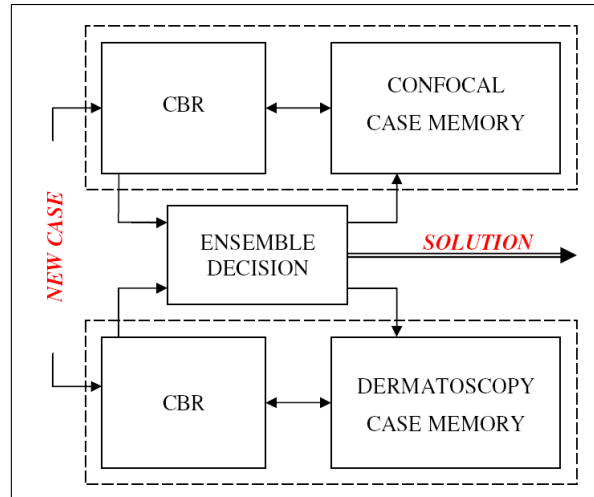 CBR
CONFOCAL
CASE MEMORY
NEW CASE
ENSEMBLE
DECISION
SOLUTION
CBR
DERMATOSCOPY
CASE MEMORY